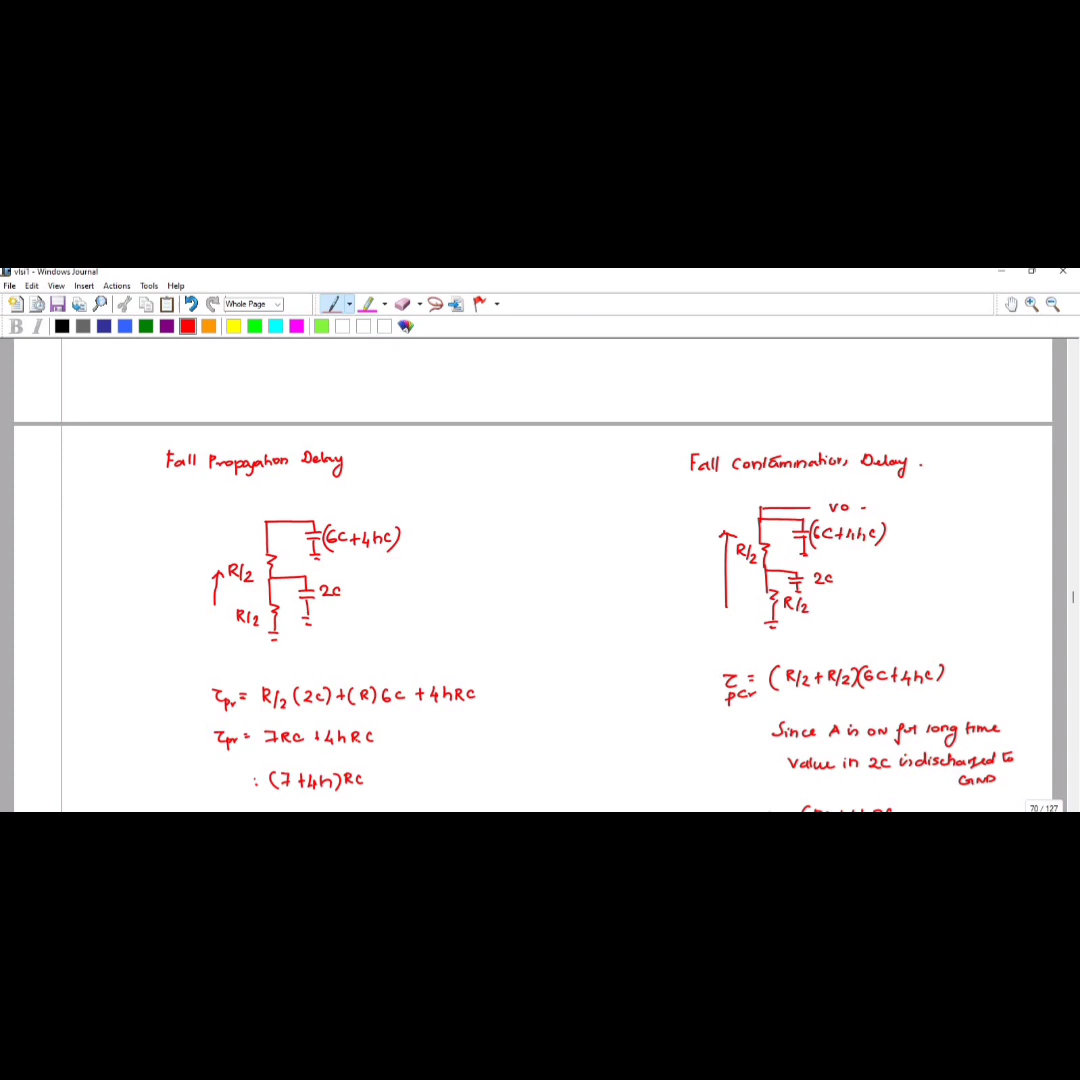 vlsi1 - Windows Journal
File Edit View Insert Actions Tools Help
Whole Page
B I
Fall Propagation Delay
(6C+4hC)
R/2
2C
R/2
τpr = R/2 (2C) + (R) 6C + 4hRC
τpr = 7RC + 4hRC
: (7+4h)RC
Fall Contamination Delay .
Vo -
(6C+4hC)
R/2
2C
R/2
τpcr = (R/2 + R/2)(6C+4hC)
Since A is ON for long time
value in 2C is discharged to
GND
70 / 127